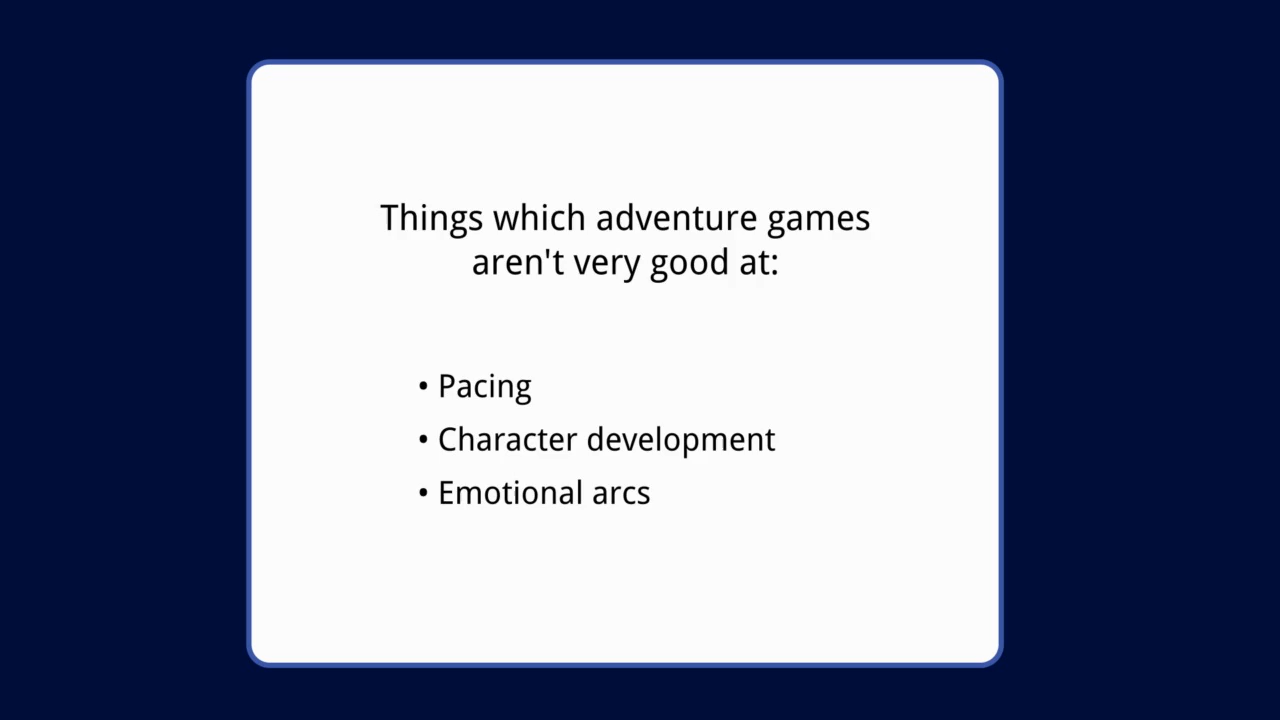 Things which adventure games
aren't very good at:
• Pacing
• Character development
• Emotional arcs